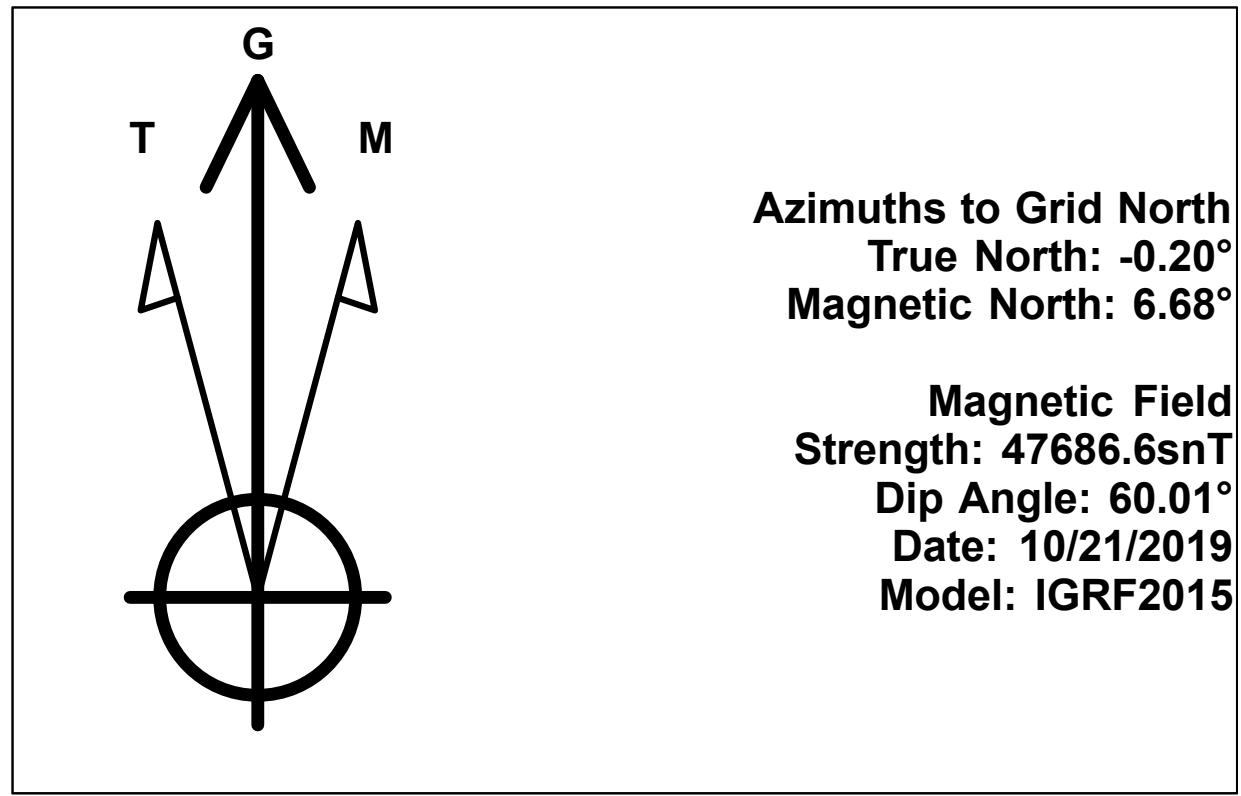 G
T
M
Azimuths to Grid North
True North: -0.20°
Magnetic North: 6.68°
Magnetic Field
Strength: 47686.6snT
Dip Angle: 60.01°
Date: 10/21/2019
Model: IGRF2015